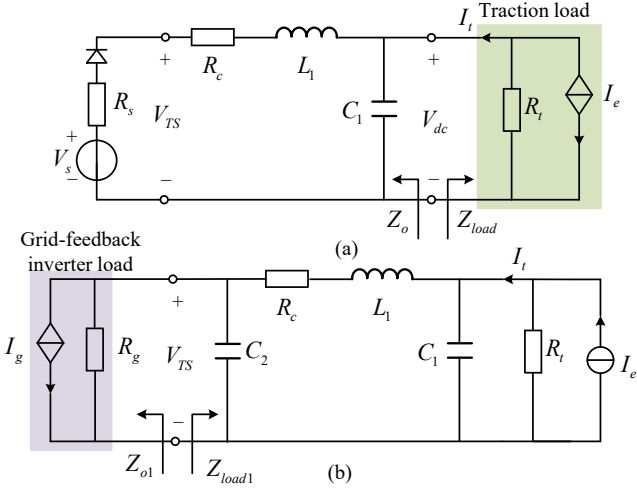 Traction load
I_t
+
R_c
L_1
+
R_s
V_TS
C_1
V_dc
R_t
I_e
+
V_s
−
−
−
Z_o
Z_load
(a)
Grid-feedback
inverter load
I_t
+
R_c
L_1
I_g
R_g
V_TS
C_2
C_1
R_t
I_e
−
Z_o1
Z_load1
(b)